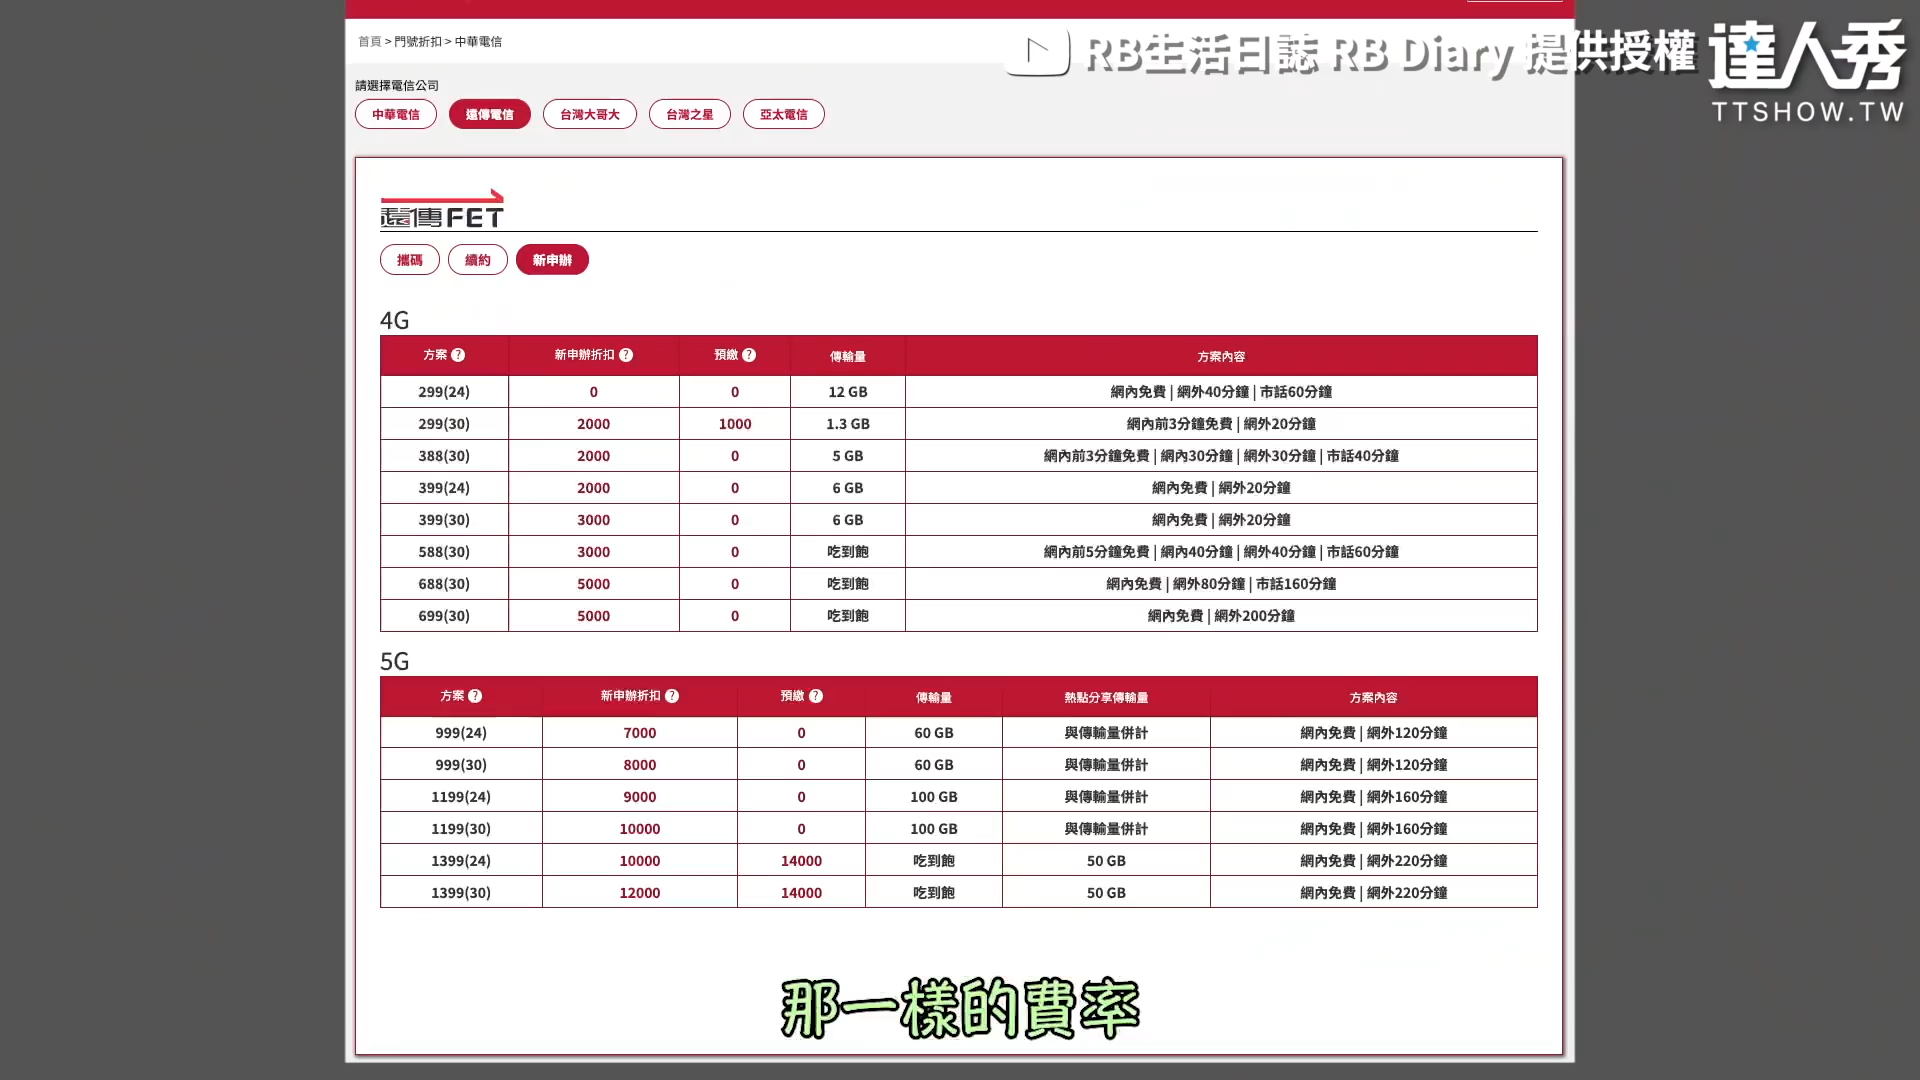 首頁 > 門號折扣 > 中華電信
RB生活日誌 RB Diary 提供授權
達人秀
TTSHOW.TW
請選擇電信公司
中華電信 遠傳電信 台灣大哥大 台灣之星 亞太電信
遠傳FET
攜碼 續約 新申辦
4G
方案 ? 新申辦折扣 ? 預繳 ? 傳輸量 方案內容
299(24) 0 0 12 GB 網內免費 | 網外40分鐘 | 市話60分鐘
299(30) 2000 1000 1.3 GB 網內前3分鐘免費 | 網外20分鐘
388(30) 2000 0 5 GB 網內前3分鐘免費 | 網內30分鐘 | 網外30分鐘 | 市話40分鐘
399(24) 2000 0 6 GB 網內免費 | 網外20分鐘
399(30) 3000 0 6 GB 網內免費 | 網外20分鐘
588(30) 3000 0 吃到飽 網內前5分鐘免費 | 網內40分鐘 | 網外40分鐘 | 市話60分鐘
688(30) 5000 0 吃到飽 網內免費 | 網外80分鐘 | 市話160分鐘
699(30) 5000 0 吃到飽 網內免費 | 網外200分鐘
5G
方案 ? 新申辦折扣 ? 預繳 ? 傳輸量 熱點分享傳輸量 方案內容
999(24) 7000 0 60 GB 與傳輸量併計 網內免費 | 網外120分鐘
999(30) 8000 0 60 GB 與傳輸量併計 網內免費 | 網外120分鐘
1199(24) 9000 0 100 GB 與傳輸量併計 網內免費 | 網外160分鐘
1199(30) 10000 0 100 GB 與傳輸量併計 網內免費 | 網外160分鐘
1399(24) 10000 14000 吃到飽 50 GB 網內免費 | 網外220分鐘
1399(30) 12000 14000 吃到飽 50 GB 網內免費 | 網外220分鐘
那一樣的費率